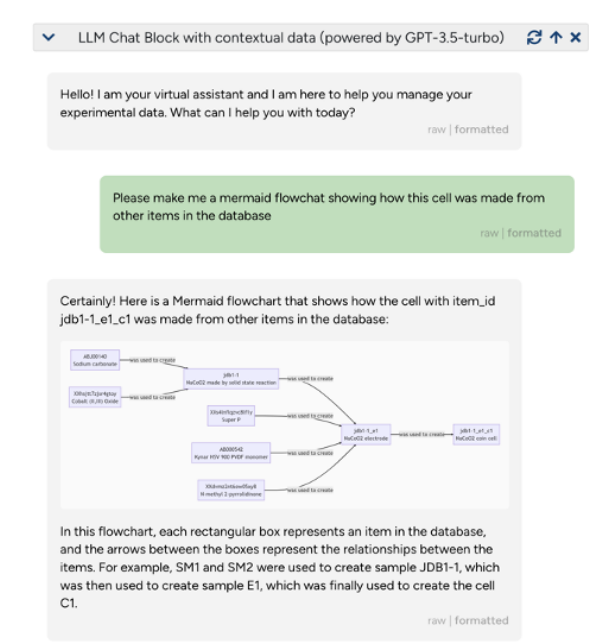 LLM Chat Block with contextual data (powered by GPT-3.5-turbo)
Hello! I am your virtual assistant and I am here to help you manage your
experimental data. What can I help you with today?
raw | formatted
Please make me a mermaid flowchat showing how this cell was made from
other items in the database
raw | formatted
Certainly! Here is a Mermaid flowchart that shows how the cell with item_id
jdb1-1_e1_c1 was made from other items in the database:
Sodium carbonate
was used to create
Cobalt (II,III) Oxide
was used to create
jdb1-1
NaCoO2 made by solid state reaction
was used to create
Super P
was used to create
Kynar HSV 900 PVDF monomer
was used to create
N-methyl 2-pyrrolidinone
was used to create
jdb1-1_e1
NaCoO2 electrode
was used to create
jdb1-1_e1_c1
NaCoO2 coin cell
In this flowchart, each rectangular box represents an item in the database,
and the arrows between the boxes represent the relationships between the
items. For example, SM1 and SM2 were used to create sample JDB1-1, which
was then used to create sample E1, which was finally used to create the cell
C1.
raw | formatted